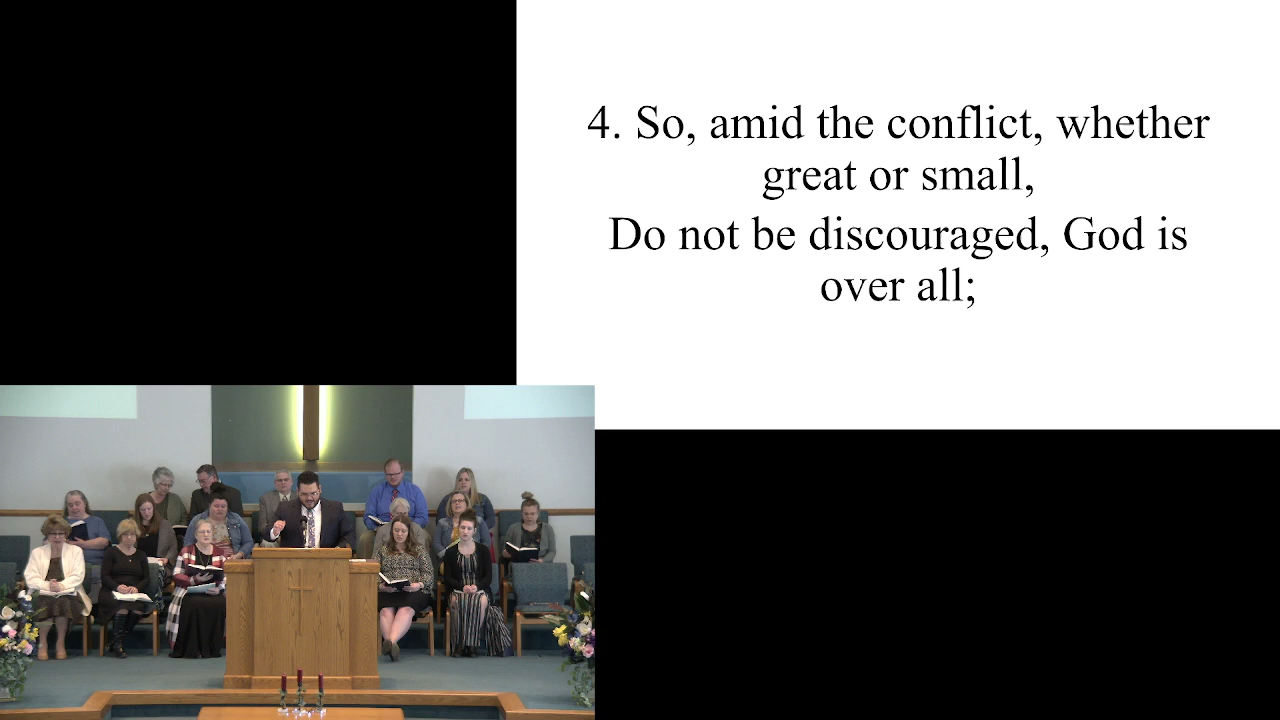 4. So, amid the conflict, whether
great or small,
Do not be discouraged, God is
over all;